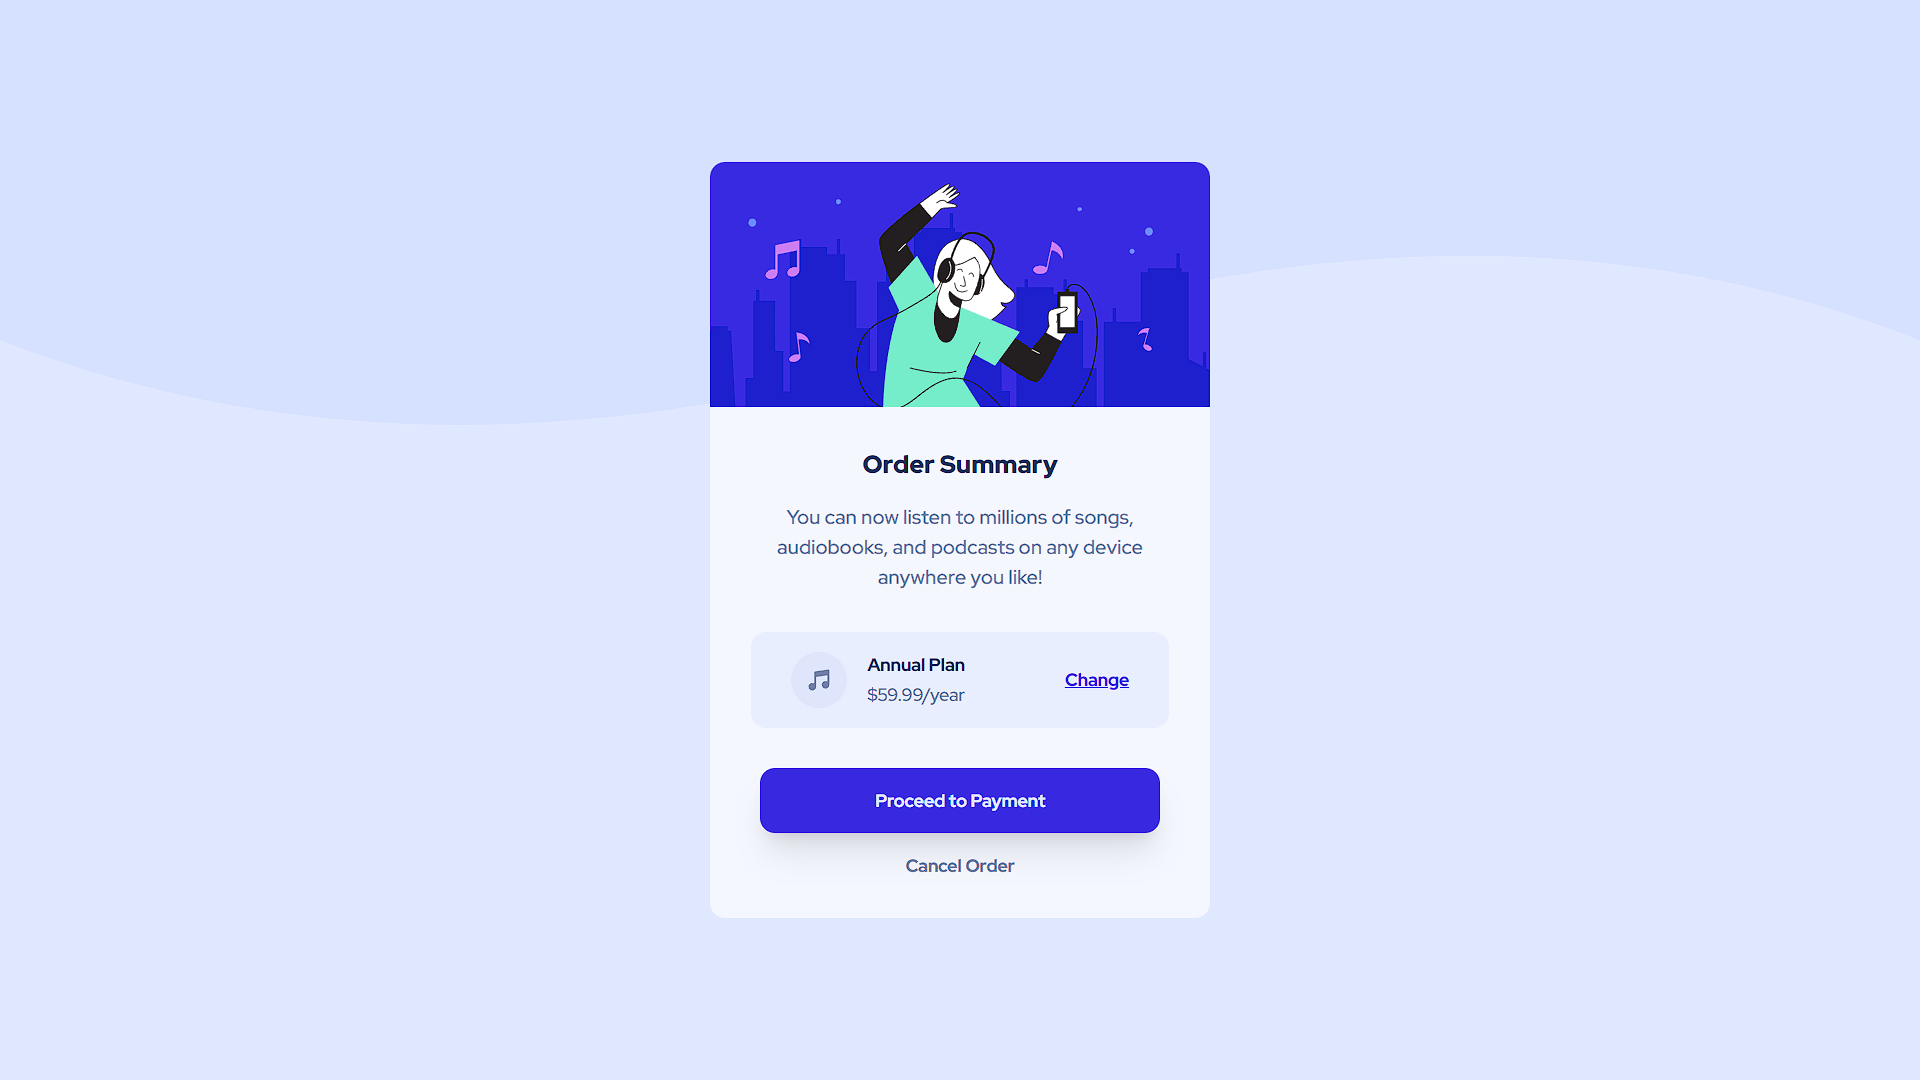 Order Summary
You can now listen to millions of songs,
audiobooks, and podcasts on any device
anywhere you like!
Annual Plan
$59.99/year
Change
Proceed to Payment
Cancel Order